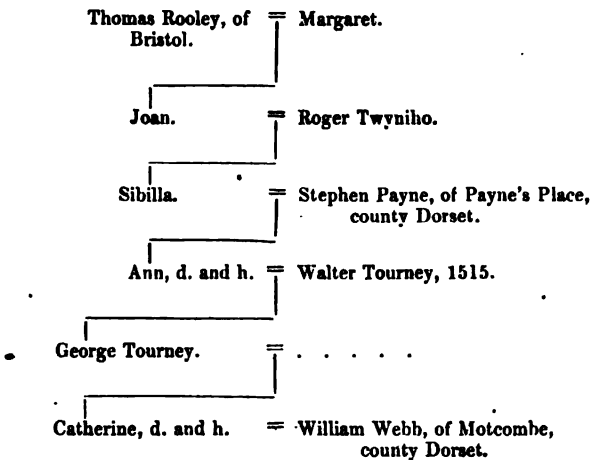 Thomas Rooley, of = Margaret.
Bristol.
Joan. = Roger Twyniho.
Sibilla. = Stephen Payne, of Payne's Place,
county Dorset.
Ann, d. and h. = Walter Tourney, 1515.
George Tourney. = . . . . .
Catherine, d. and h. = William Webb, of Motcombe,
county Dorset.